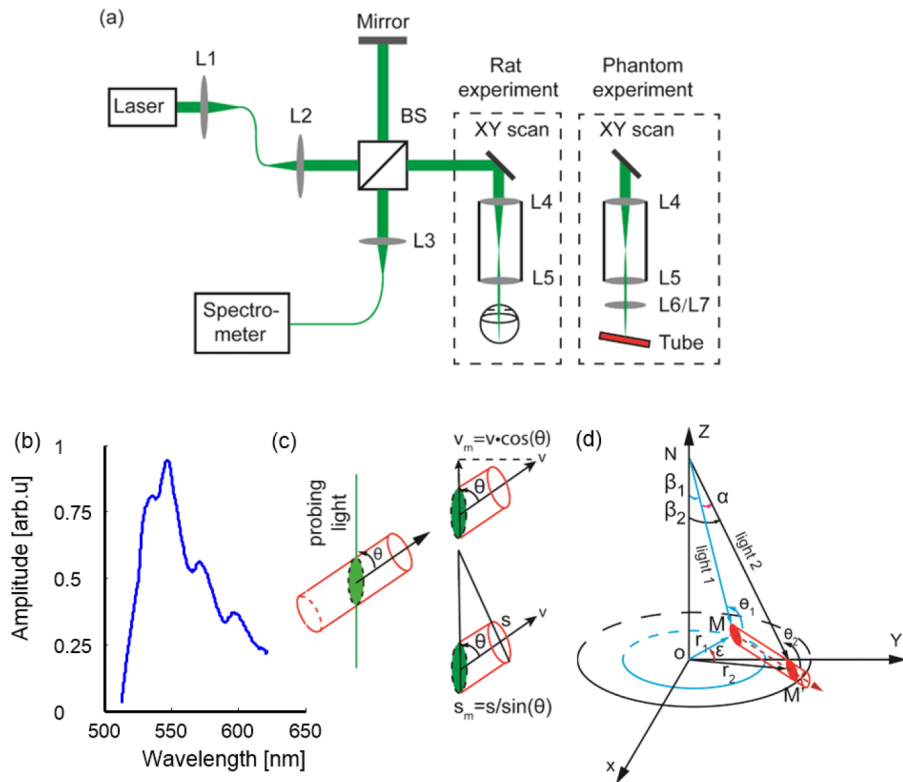 (a)
Mirror
L1
Laser
L2
BS
L3
Spectro-
meter
Rat
experiment
XY scan
L4
L5
Phantom
experiment
XY scan
L4
L5
L6/L7
Tube
(b)
Amplitude [arb.u]
1
0.75
0.5
0.25
0
500
550
600
650
Wavelength [nm]
(c)
probing
light
θ
vₘ=v•cos(θ)
v
θ
s
v
θ
sₘ=s/sin(θ)
(d)
Z
N
β₁
α
β₂
light 1
light 2
M
θ₁
r₁
ε
θ₂
Y
o
r₂
M'
x